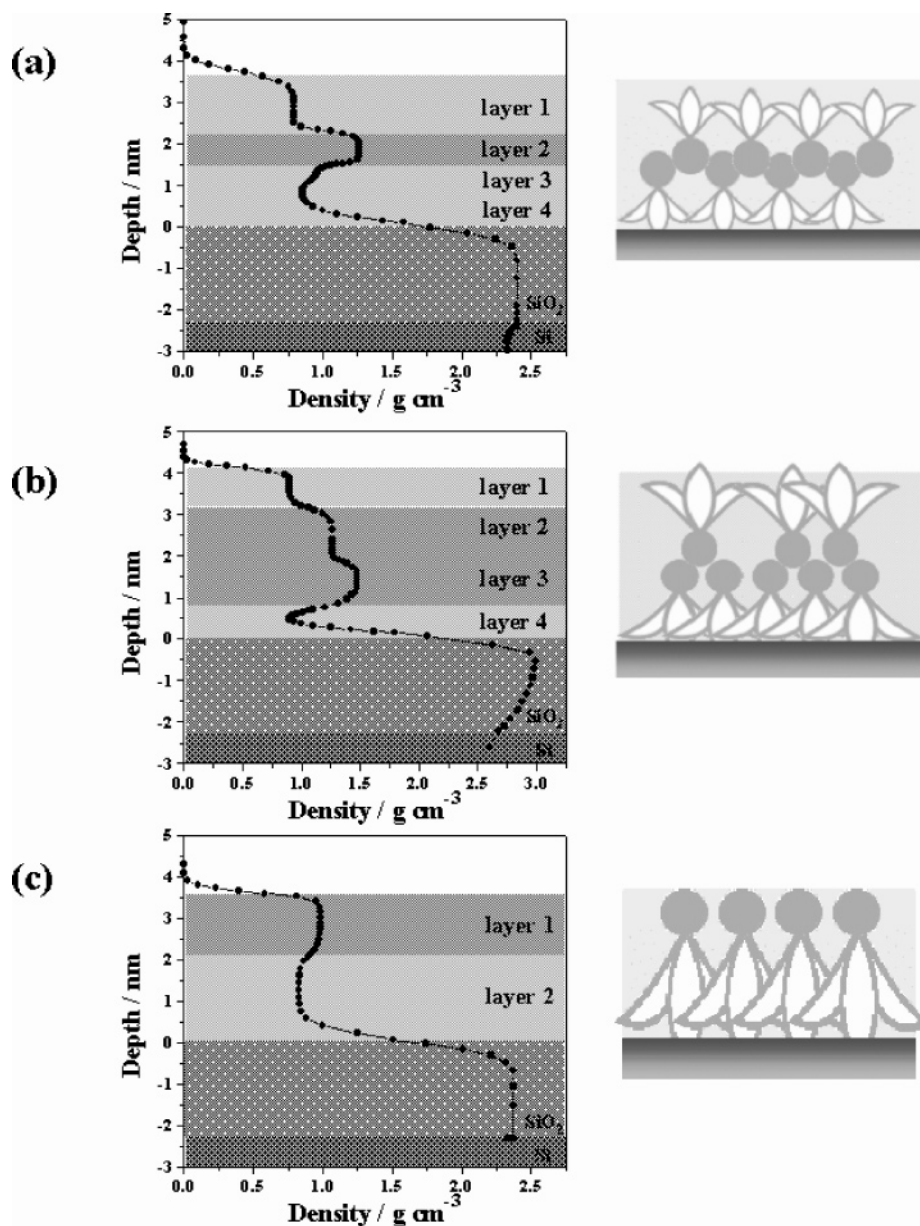 (a)
5
4
3
2
1
0
-1
-2
-3
Depth / nm
layer 1
layer 2
layer 3
layer 4
SiO2
Si
0.0 0.5 1.0 1.5 2.0 2.5
Density / g cm-3
(b)
5
4
3
2
1
0
-1
-2
-3
Depth / nm
layer 1
layer 2
layer 3
layer 4
SiO2
Si
0.0 0.5 1.0 1.5 2.0 2.5 3.0
Density / g cm-3
(c)
5
4
3
2
1
0
-1
-2
-3
Depth / nm
layer 1
layer 2
SiO2
Si
0.0 0.5 1.0 1.5 2.0 2.5
Density / g cm-3